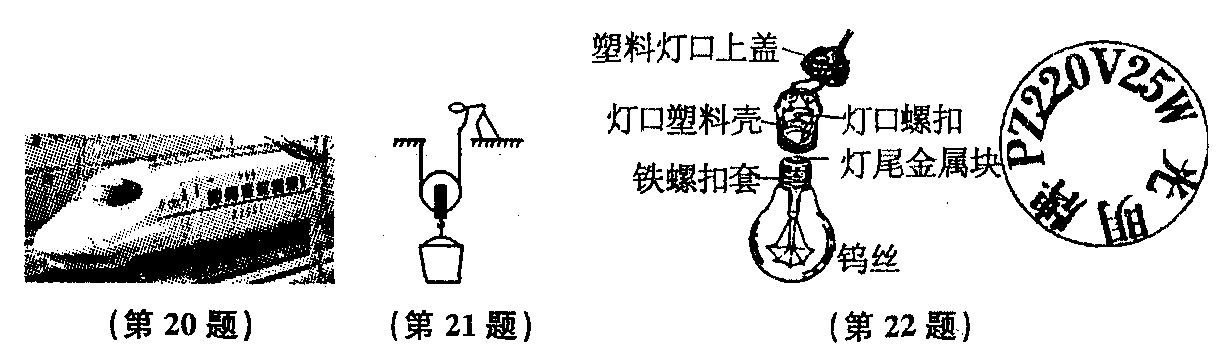 塑料灯口上盖
灯口塑料壳
灯口螺扣
灯尾金属块
铁螺扣套
钨丝
PZ220V25W
光明牌
(第20题)
(第21题)
(第22题)